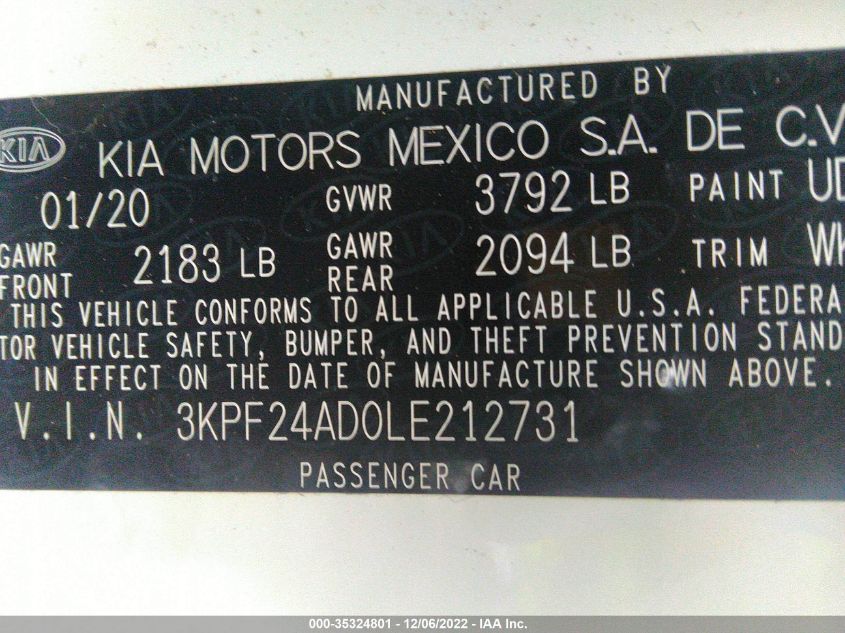 MANUFACTURED BY
KIA KIA MOTORS MEXICO S.A. DE C.V
01/20 GVWR 3792 LB PAINT UD
GAWR FRONT 2183 LB GAWR REAR 2094 LB TRIM WK
THIS VEHICLE CONFORMS TO ALL APPLICABLE U.S.A. FEDERA
TOR VEHICLE SAFETY, BUMPER, AND THEFT PREVENTION STAND
IN EFFECT ON THE DATE OF MANUFACTURE SHOWN ABOVE.
V.I.N. 3KPF24AD0LE212731
PASSENGER CAR
000-35324801 - 12/06/2022 - IAA Inc.